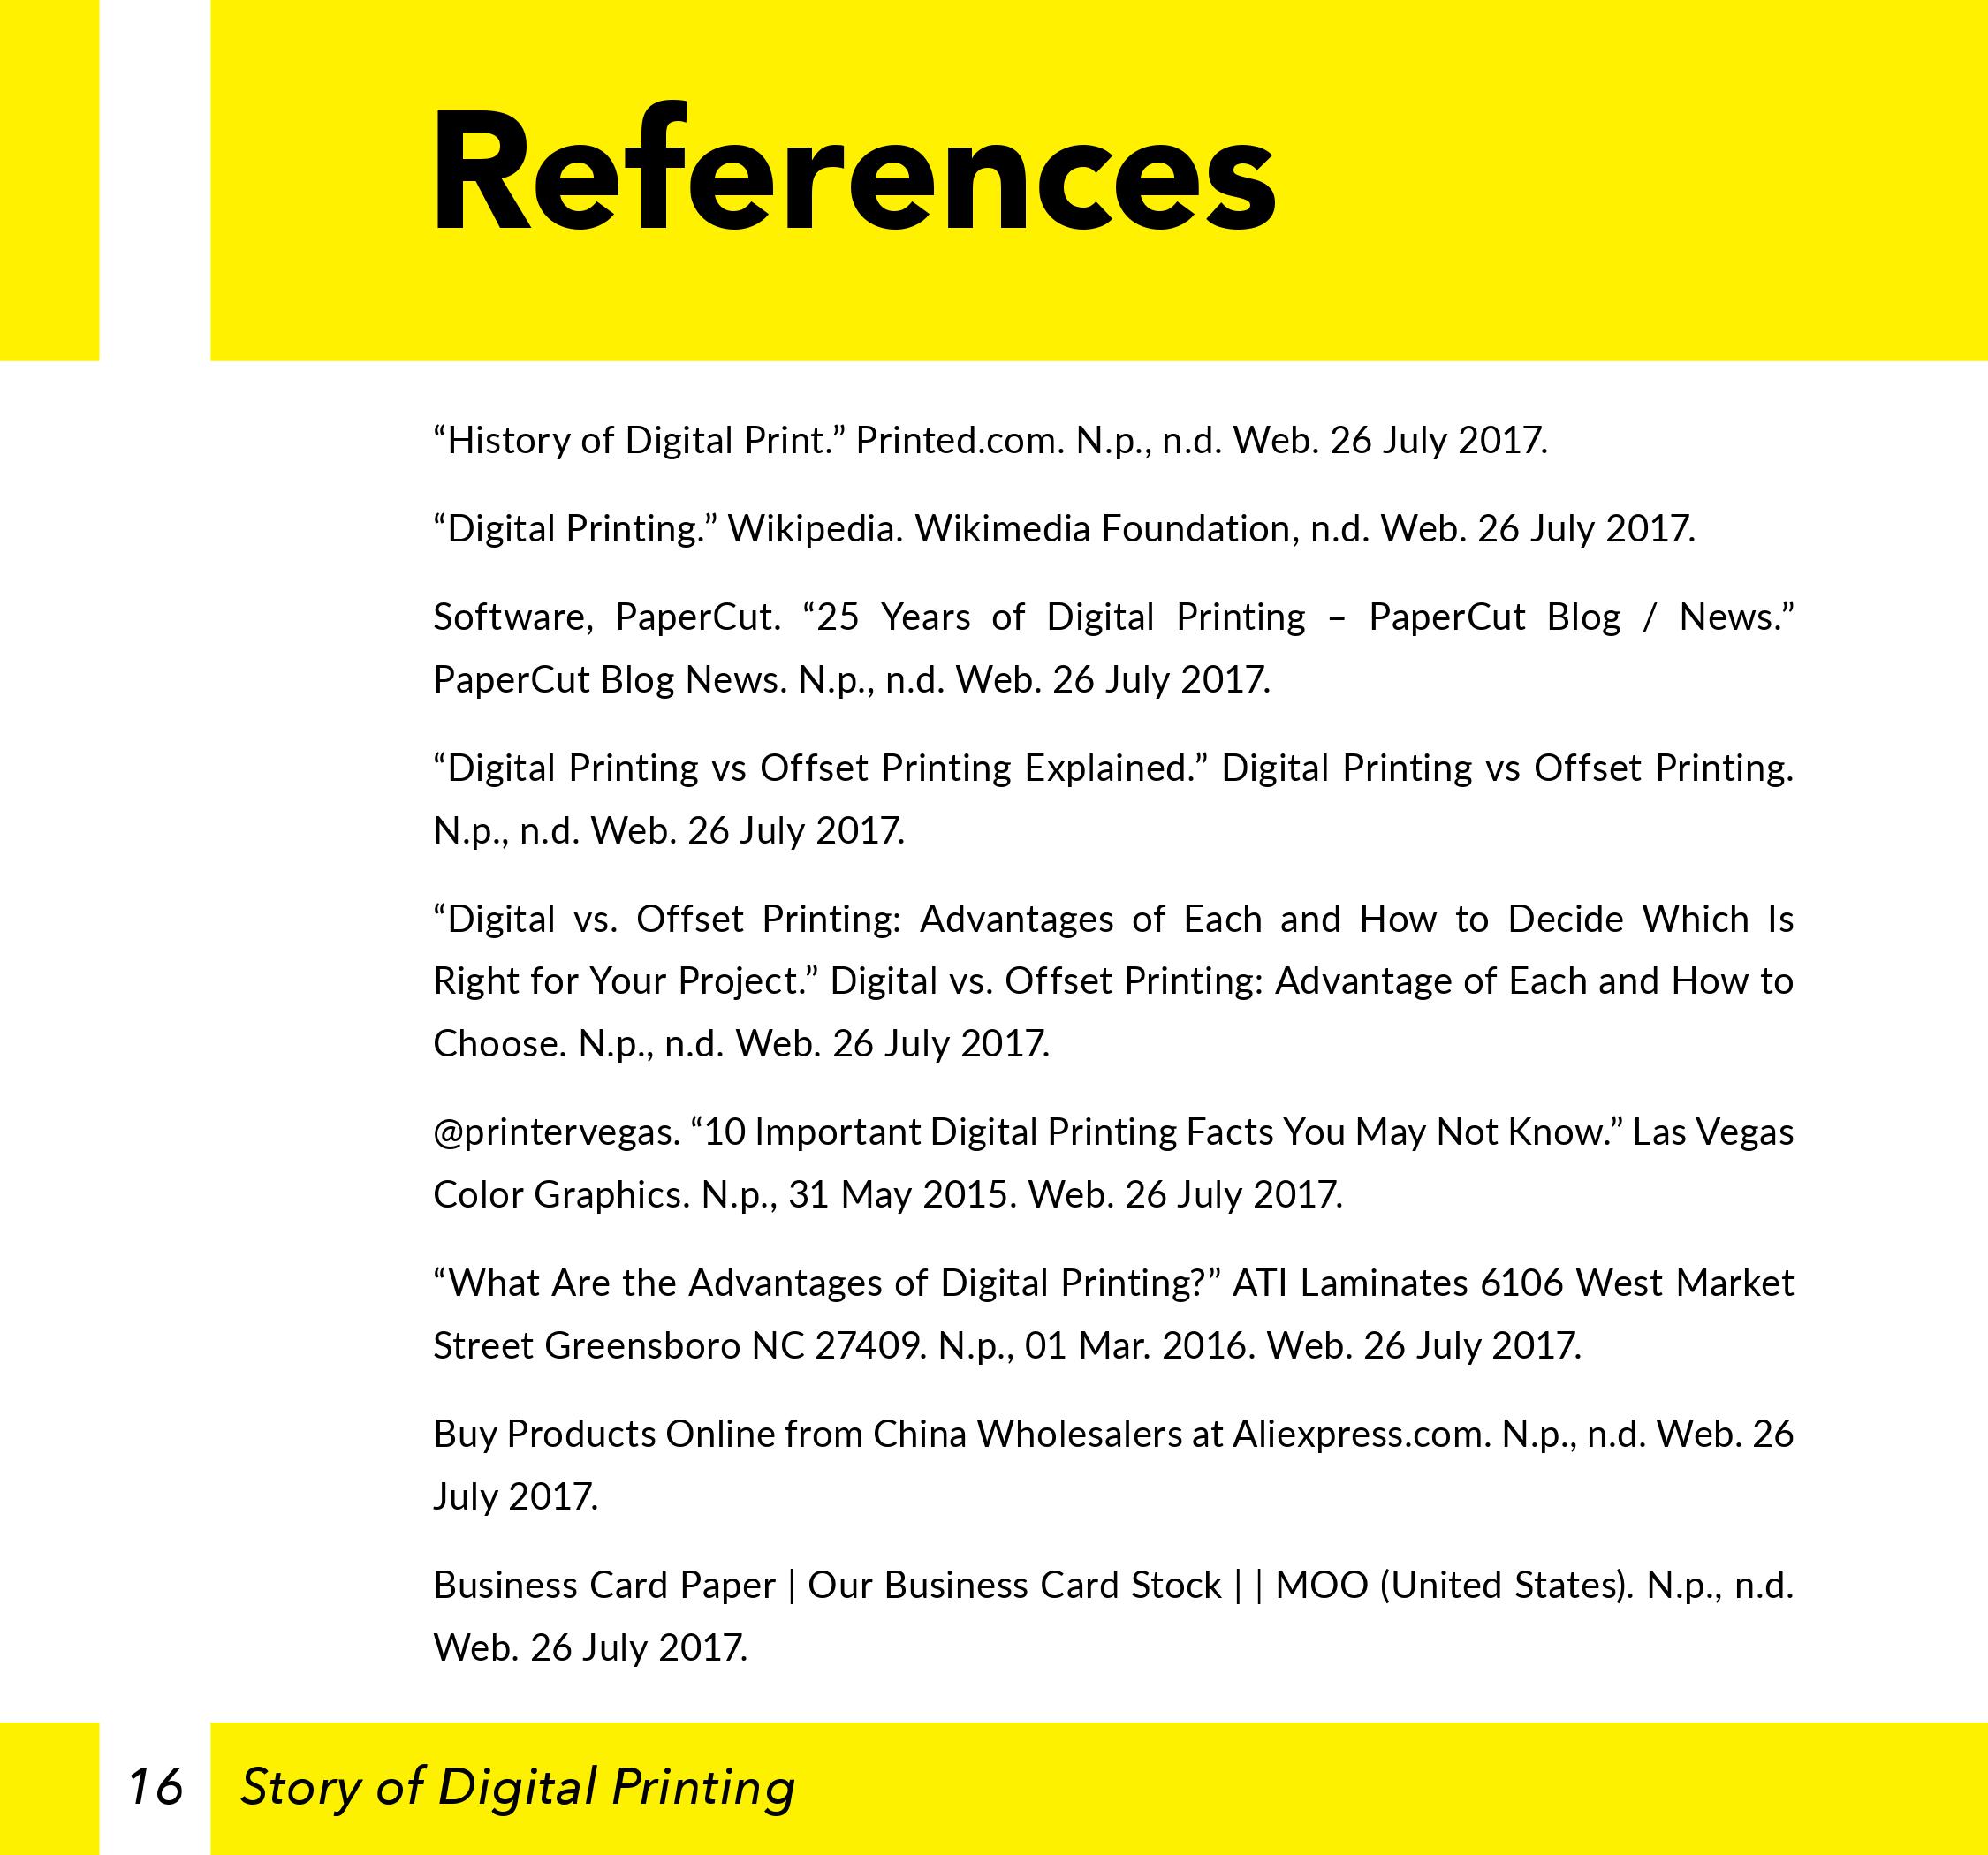 References
“History of Digital Print.” Printed.com. N.p., n.d. Web. 26 July 2017.
“Digital Printing.” Wikipedia. Wikimedia Foundation, n.d. Web. 26 July 2017.
Software, PaperCut. “25 Years of Digital Printing – PaperCut Blog / News.”
PaperCut Blog News. N.p., n.d. Web. 26 July 2017.
“Digital Printing vs Offset Printing Explained.” Digital Printing vs Offset Printing.
N.p., n.d. Web. 26 July 2017.
“Digital vs. Offset Printing: Advantages of Each and How to Decide Which Is
Right for Your Project.” Digital vs. Offset Printing: Advantage of Each and How to
Choose. N.p., n.d. Web. 26 July 2017.
@printervegas. “10 Important Digital Printing Facts You May Not Know.” Las Vegas
Color Graphics. N.p., 31 May 2015. Web. 26 July 2017.
“What Are the Advantages of Digital Printing?” ATI Laminates 6106 West Market
Street Greensboro NC 27409. N.p., 01 Mar. 2016. Web. 26 July 2017.
Buy Products Online from China Wholesalers at Aliexpress.com. N.p., n.d. Web. 26
July 2017.
Business Card Paper | Our Business Card Stock | | MOO (United States). N.p., n.d.
Web. 26 July 2017.
16 Story of Digital Printing